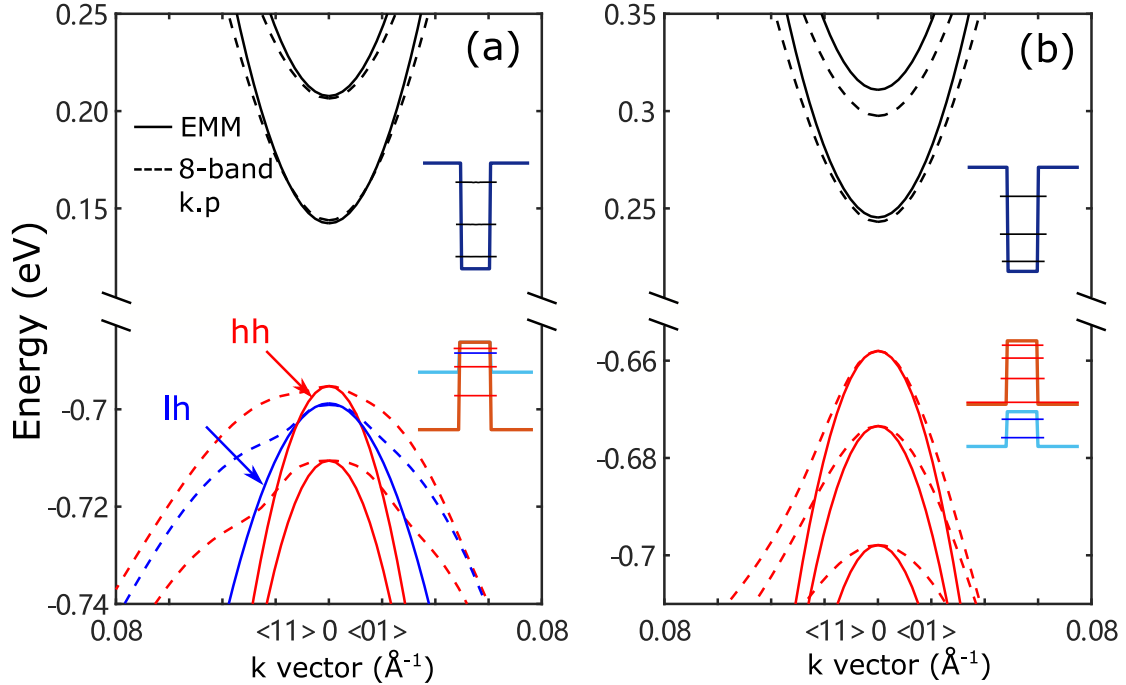 (a)
0.25
0.20
0.15
EMM
8-band
k.p
Energy (eV)
hh
lh
-0.7
-0.72
-0.74
0.08
<11> 0 <01>
0.08
k vector (Å⁻¹)
(b)
0.35
0.3
0.25
-0.66
-0.68
-0.7
0.08
<11> 0 <01>
0.08
k vector (Å⁻¹)